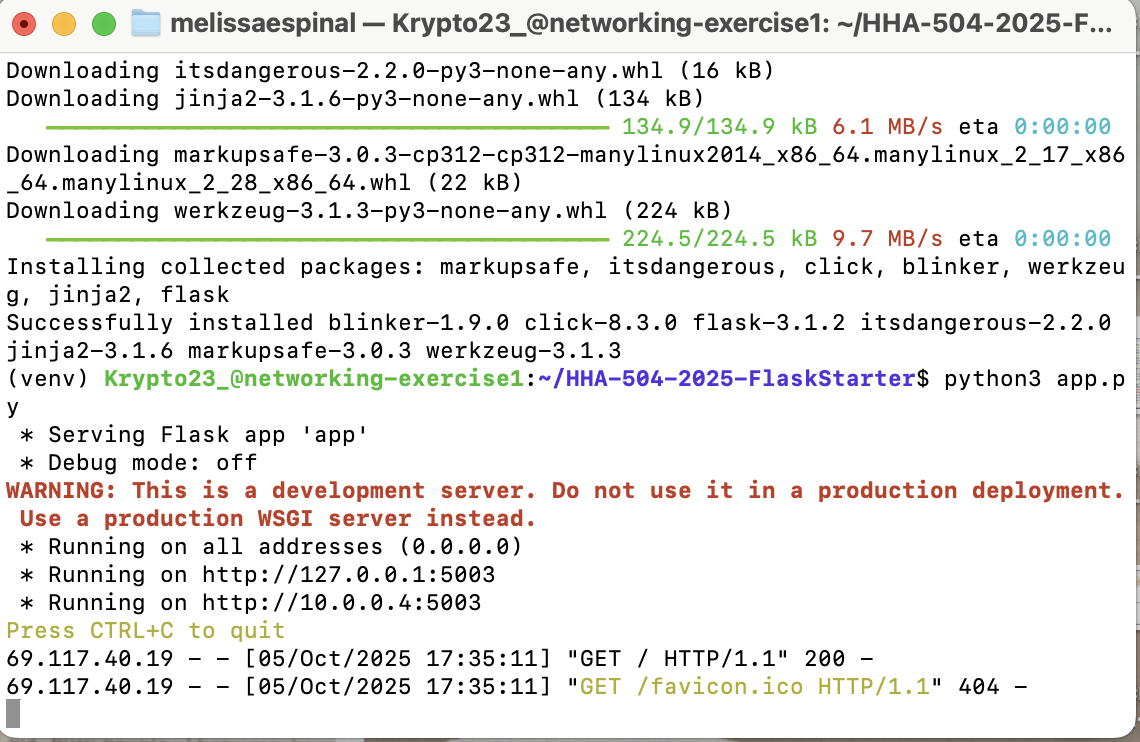 melissaespinal — Krypto23_@networking-exercise1: ~/HHA-504-2025-F...
Downloading itsdangerous-2.2.0-py3-none-any.whl (16 kB)
Downloading jinja2-3.1.6-py3-none-any.whl (134 kB)
134.9/134.9 kB 6.1 MB/s eta 0:00:00
Downloading markupsafe-3.0.3-cp312-cp312-manylinux2014_x86_64.manylinux_2_17_x86
_64.manylinux_2_28_x86_64.whl (22 kB)
Downloading werkzeug-3.1.3-py3-none-any.whl (224 kB)
224.5/224.5 kB 9.7 MB/s eta 0:00:00
Installing collected packages: markupsafe, itsdangerous, click, blinker, werkzeu
g, jinja2, flask
Successfully installed blinker-1.9.0 click-8.3.0 flask-3.1.2 itsdangerous-2.2.0
jinja2-3.1.6 markupsafe-3.0.3 werkzeug-3.1.3
(venv) Krypto23_@networking-exercise1:~/HHA-504-2025-FlaskStarter$ python3 app.p
y
 * Serving Flask app 'app'
 * Debug mode: off
WARNING: This is a development server. Do not use it in a production deployment.
 Use a production WSGI server instead.
 * Running on all addresses (0.0.0.0)
 * Running on http://127.0.0.1:5003
 * Running on http://10.0.0.4:5003
Press CTRL+C to quit
69.117.40.19 - - [05/Oct/2025 17:35:11] "GET / HTTP/1.1" 200 -
69.117.40.19 - - [05/Oct/2025 17:35:11] "GET /favicon.ico HTTP/1.1" 404 -